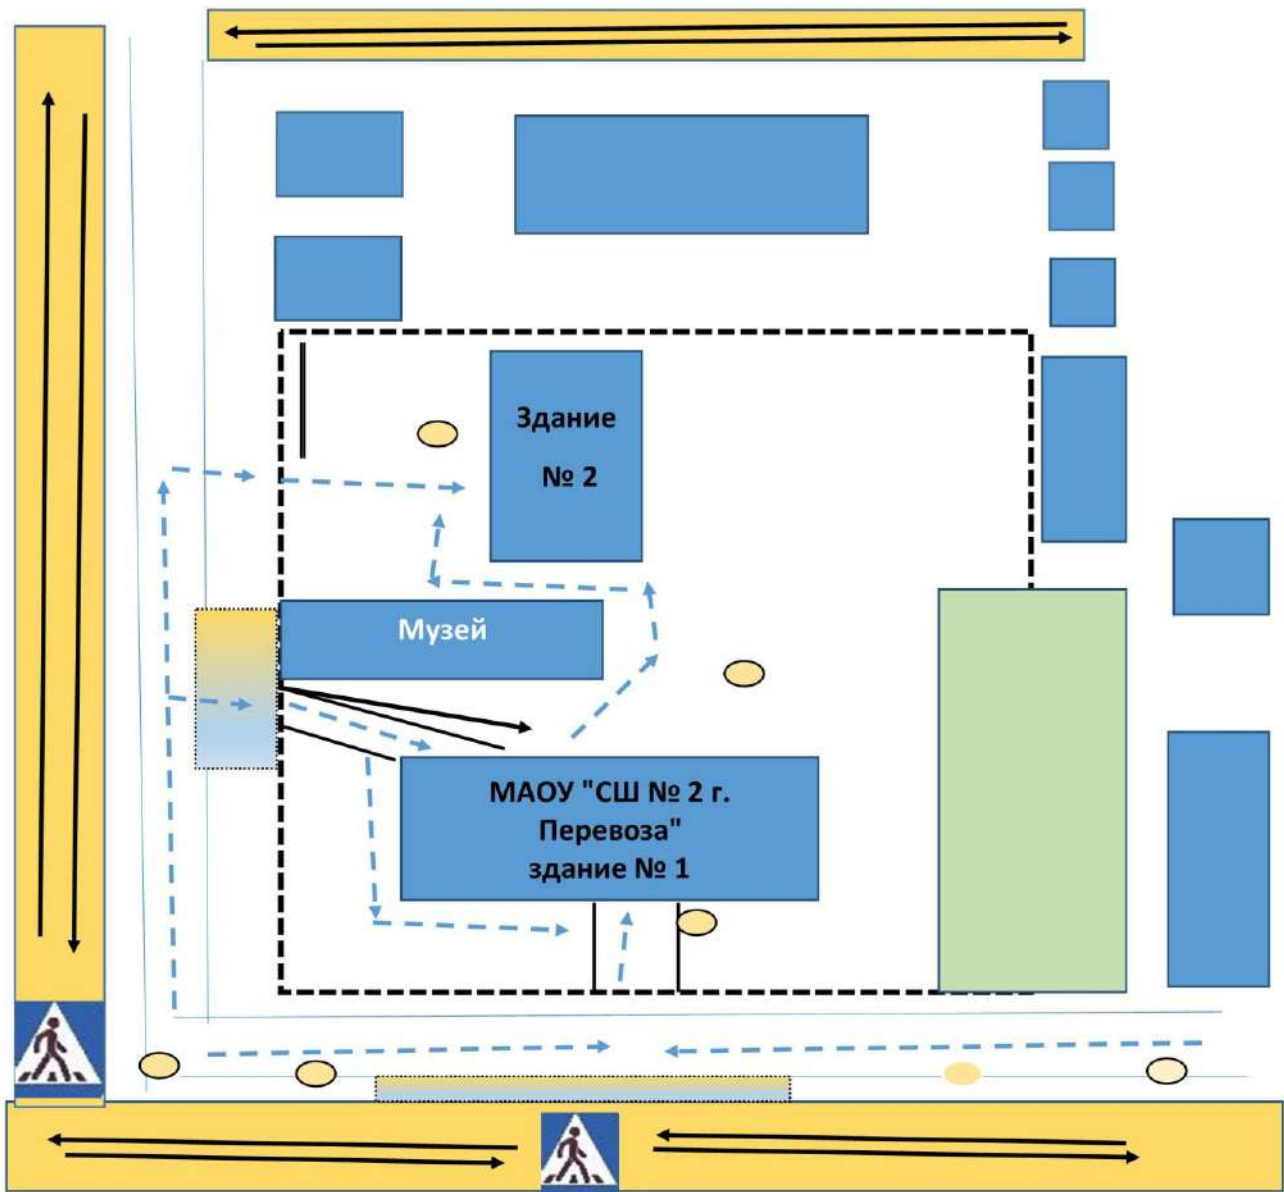 Здание
№ 2
Музей
МАОУ "СШ № 2 г.
Перевоза"
здание № 1